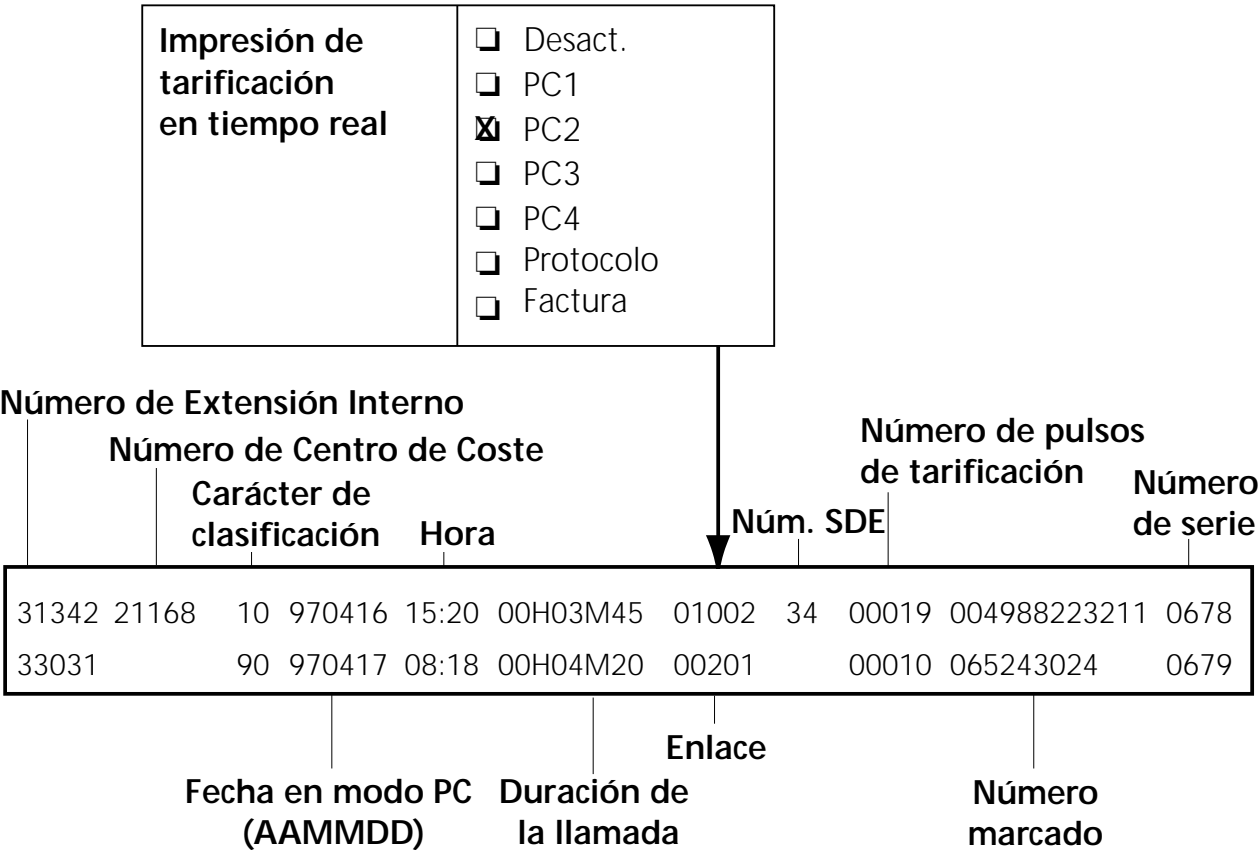 Impresión de
tarificación
en tiempo real
Desact.
PC1
X PC2
PC3
PC4
Protocolo
Factura
Número de Extensión Interno
Número de Centro de Coste
Carácter de
clasificación
Hora
Núm. SDE
Número de pulsos
de tarificación
Número
de serie
31342 21168 10 970416 15:20 00H03M45 01002 34 00019 004988223211 0678
33031 90 970417 08:18 00H04M20 00201 00010 065243024 0679
Fecha en modo PC
(AAMMDD)
Duración de
la llamada
Enlace
Número
marcado